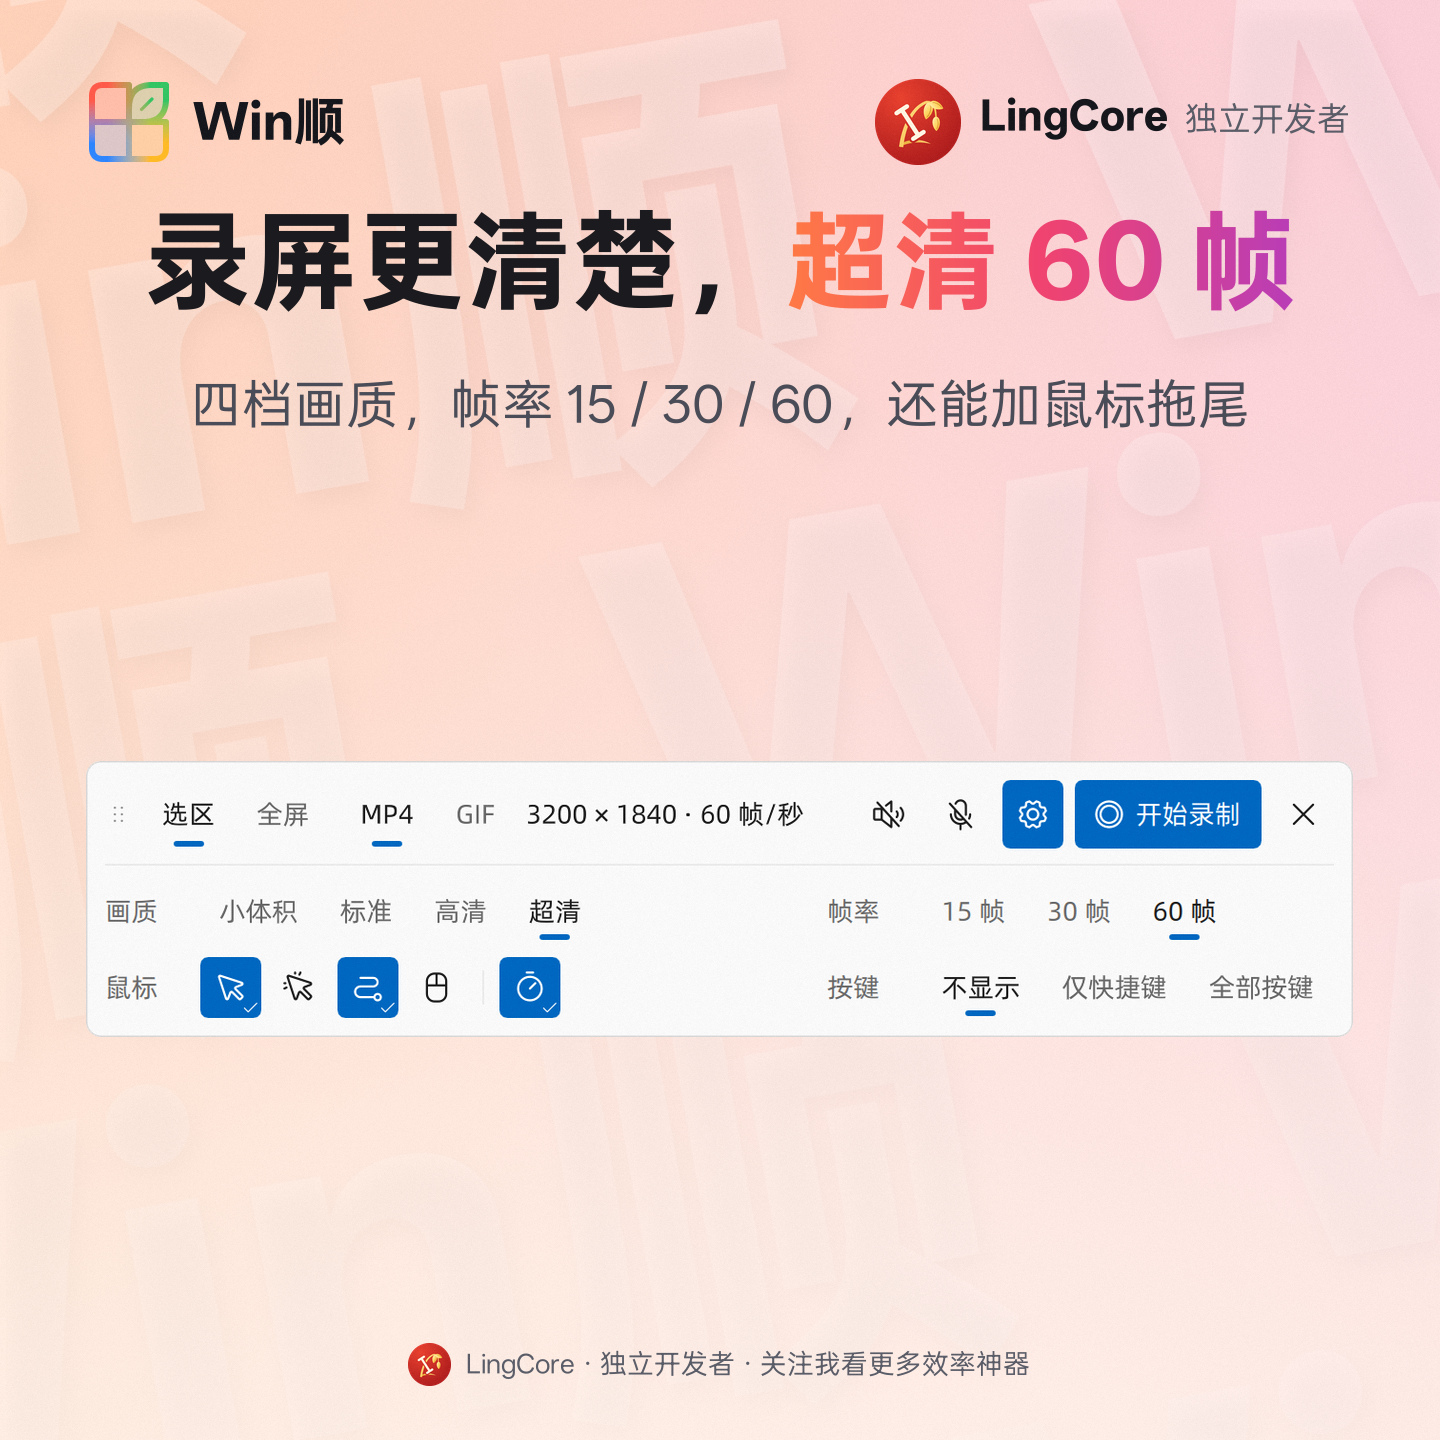 Win顺
LingCore 独立开发者
录屏更清楚，超清 60 帧
四档画质，帧率 15 / 30 / 60，还能加鼠标拖尾
选区 全屏 MP4 GIF 3200 × 1840 · 60 帧/秒 开始录制
画质 小体积 标准 高清 超清 帧率 15 帧 30 帧 60 帧
鼠标 按键 不显示 仅快捷键 全部按键
LingCore · 独立开发者 · 关注我看更多效率神器